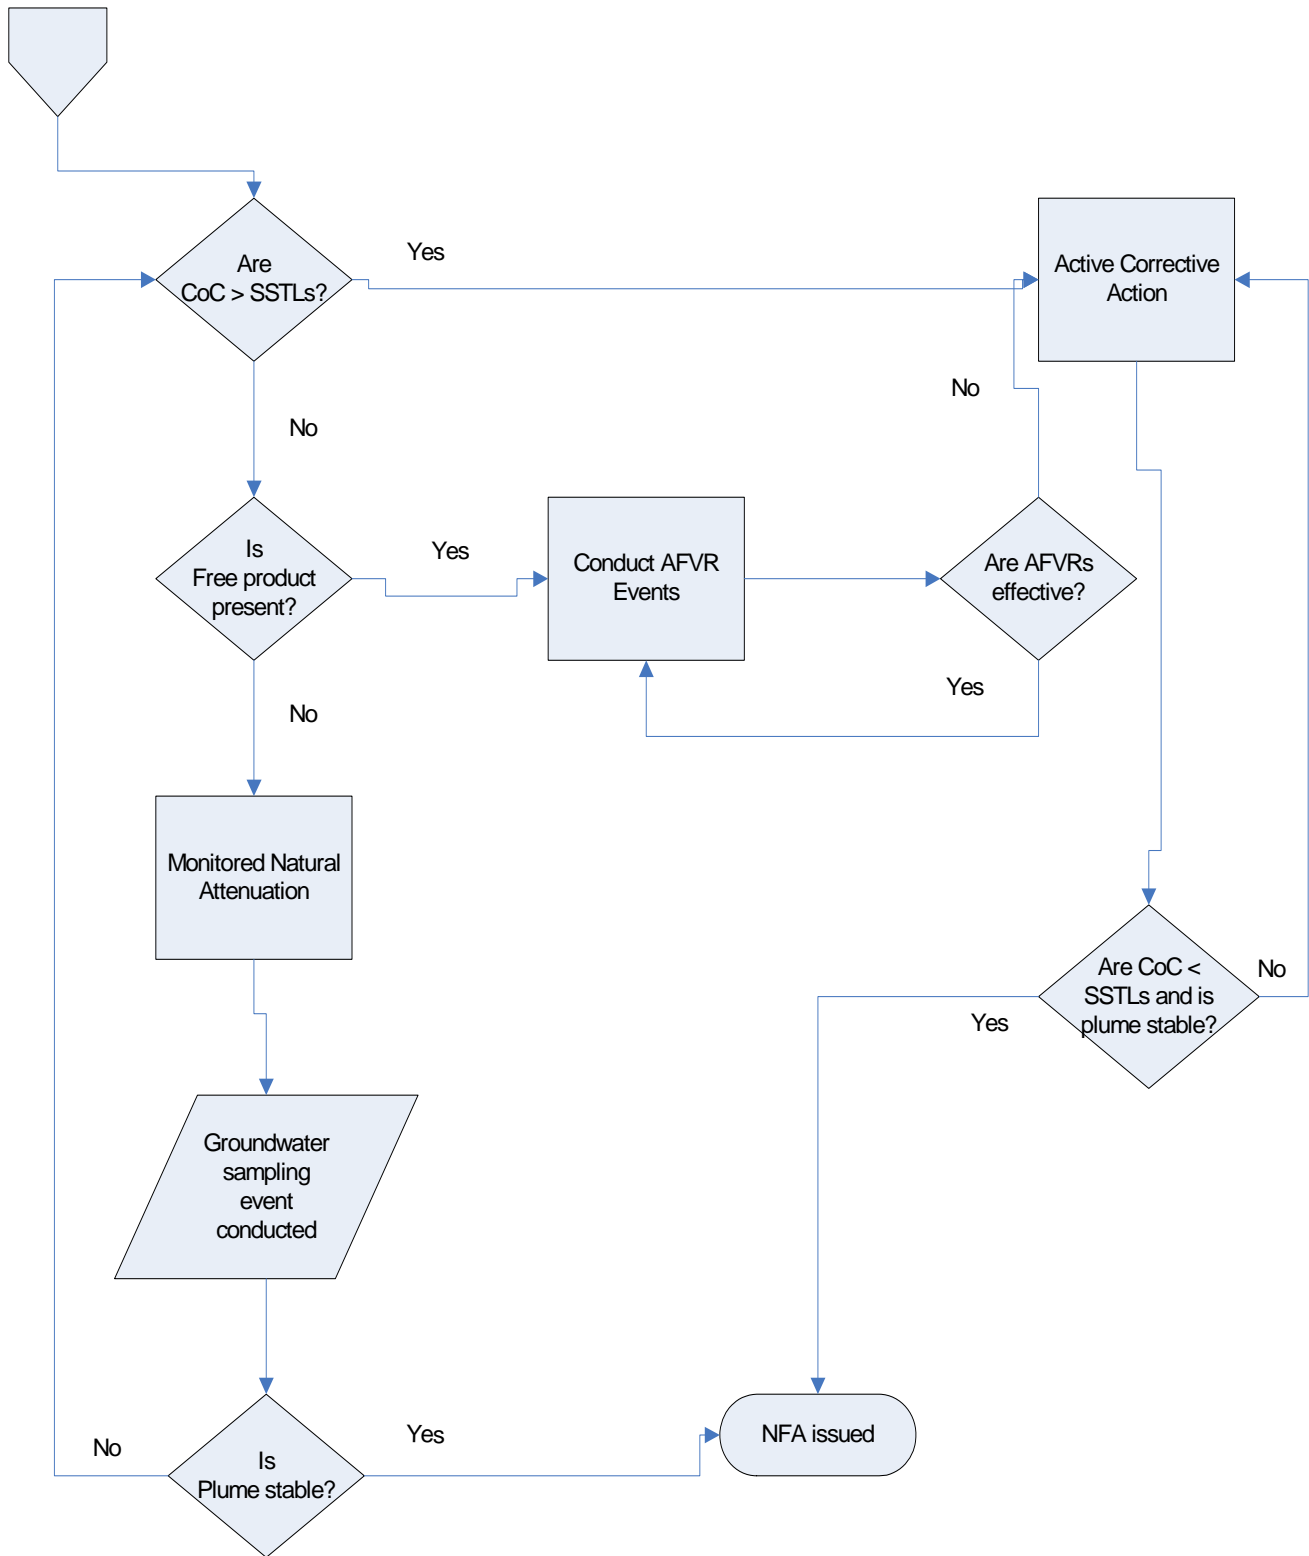 Are
CoC > SSTLs?
Yes
Active Corrective
Action
No
No
Is
Free product
present?
Yes
Conduct AFVR
Events
Are AFVRs
effective?
Yes
No
Monitored Natural
Attenuation
Are CoC <
SSTLs and is
plume stable?
No
Yes
Groundwater
sampling
event
conducted
Is
Plume stable?
No
Yes
NFA issued